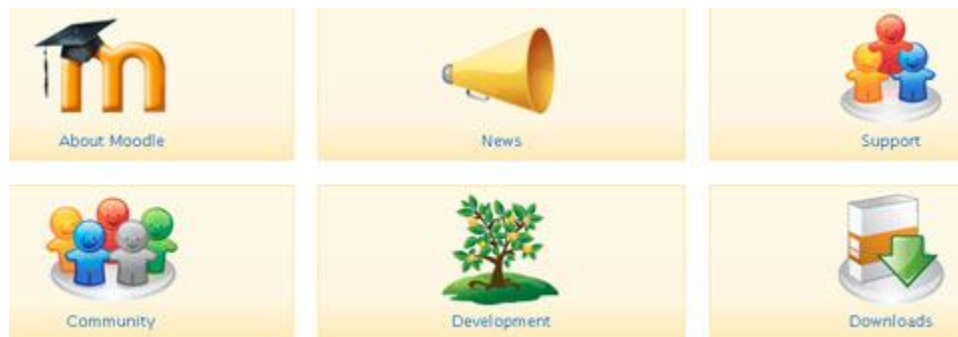 m
About Moodle
News
Support
Community
Development
Downloads